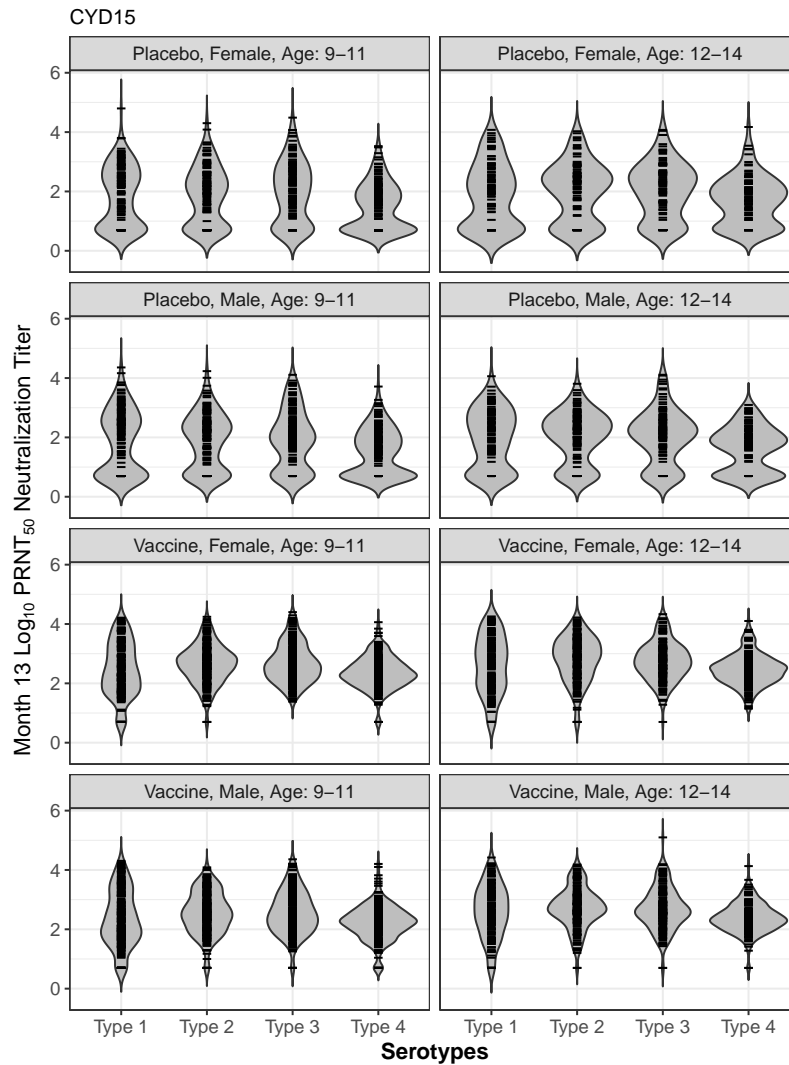 CYD15
Placebo, Female, Age: 9−11
Placebo, Female, Age: 12−14
6
4
2
0
Placebo, Male, Age: 9−11
Placebo, Male, Age: 12−14
6
4
2
0
Vaccine, Female, Age: 9−11
Vaccine, Female, Age: 12−14
6
4
2
0
Vaccine, Male, Age: 9−11
Vaccine, Male, Age: 12−14
6
4
2
0
Month 13 Log₁₀ PRNT₅₀ Neutralization Titer
Type 1 Type 2 Type 3 Type 4
Type 1 Type 2 Type 3 Type 4
Serotypes